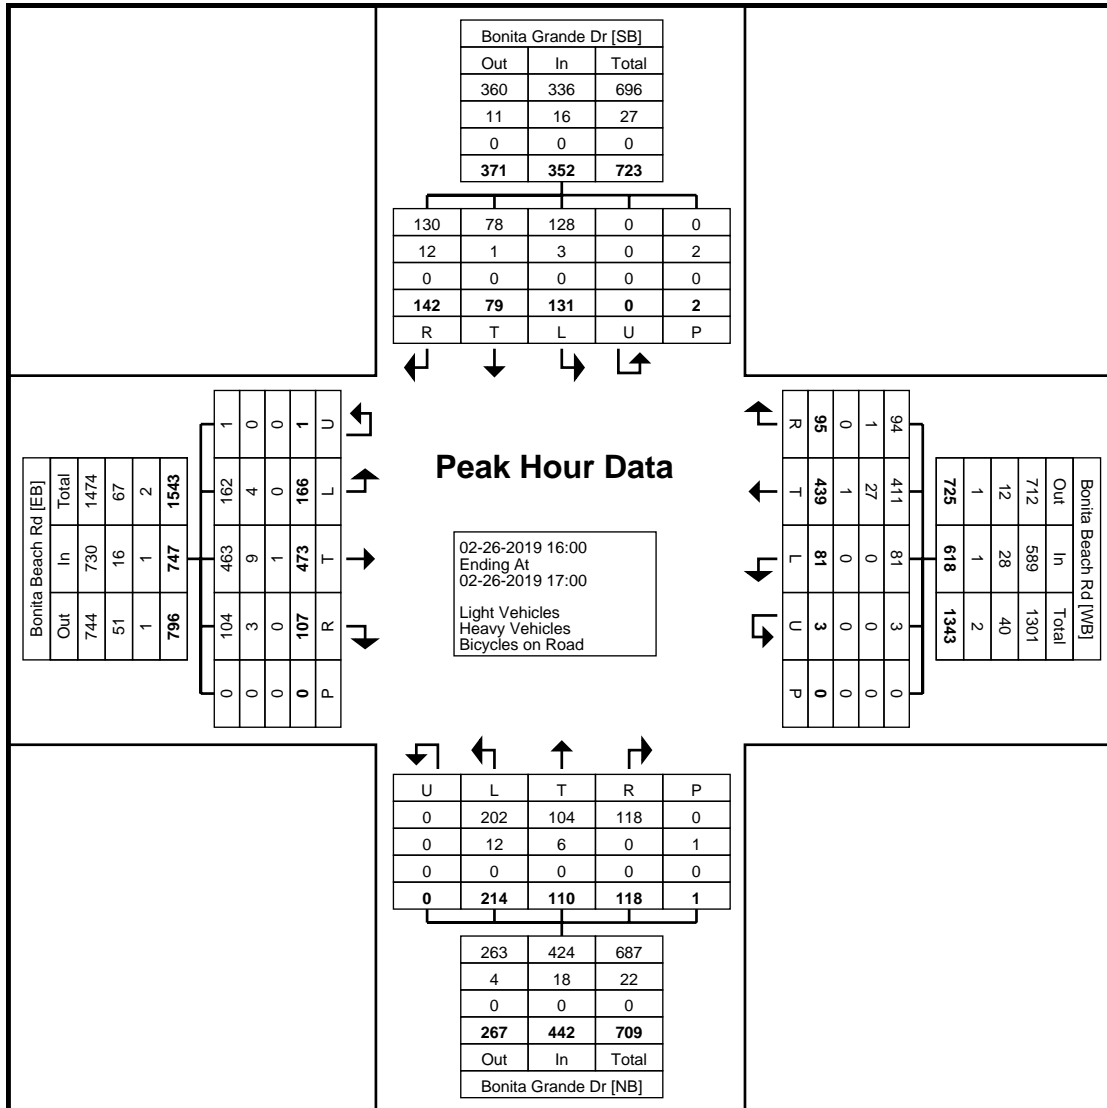 Bonita Grande Dr [SB]
Out In Total
360 336 696
11 16 27
0 0 0
371 352 723
130 78 128 0 0
12 1 3 0 2
0 0 0 0 0
142 79 131 0 2
R T L U P
Bonita Beach Rd [EB]
Total 1474 67 2 1543
In 730 16 1 747
Out 744 51 1 796
1 0 0 1 U
162 4 0 166 L
463 9 1 473 T
104 3 0 107 R
0 0 0 0 P
Peak Hour Data
02-26-2019 16:00
Ending At
02-26-2019 17:00
Light Vehicles
Heavy Vehicles
Bicycles on Road
R 95 0 1 94
T 439 1 27 411
L 81 0 0 81
U 3 0 0 3
P 0 0 0 0
Bonita Beach Rd [WB]
Out 712 12 1 725
In 589 28 1 618
Total 1301 40 2 1343
U L T R P
0 202 104 118 0
0 12 6 0 1
0 0 0 0 0
0 214 110 118 1
263 424 687
4 18 22
0 0 0
267 442 709
Out In Total
Bonita Grande Dr [NB]